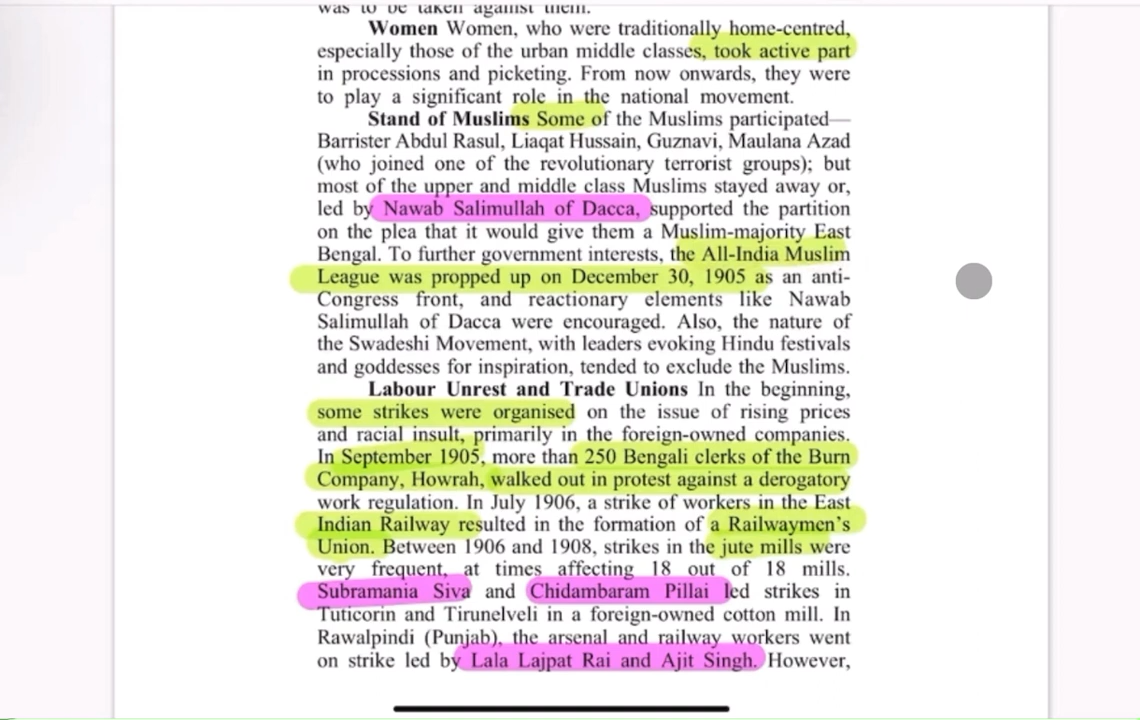 was to be taken against them.
Women Women, who were traditionally home-centred,
especially those of the urban middle classes, took active part
in processions and picketing. From now onwards, they were
to play a significant role in the national movement.
Stand of Muslims Some of the Muslims participated—
Barrister Abdul Rasul, Liaqat Hussain, Guznavi, Maulana Azad
(who joined one of the revolutionary terrorist groups); but
most of the upper and middle class Muslims stayed away or,
led by Nawab Salimullah of Dacca, supported the partition
on the plea that it would give them a Muslim-majority East
Bengal. To further government interests, the All-India Muslim
League was propped up on December 30, 1905 as an anti-
Congress front, and reactionary elements like Nawab
Salimullah of Dacca were encouraged. Also, the nature of
the Swadeshi Movement, with leaders evoking Hindu festivals
and goddesses for inspiration, tended to exclude the Muslims.
Labour Unrest and Trade Unions In the beginning,
some strikes were organised on the issue of rising prices
and racial insult, primarily in the foreign-owned companies.
In September 1905, more than 250 Bengali clerks of the Burn
Company, Howrah, walked out in protest against a derogatory
work regulation. In July 1906, a strike of workers in the East
Indian Railway resulted in the formation of a Railwaymen's
Union. Between 1906 and 1908, strikes in the jute mills were
very frequent, at times affecting 18 out of 18 mills.
Subramania Siva and Chidambaram Pillai led strikes in
Tuticorin and Tirunelveli in a foreign-owned cotton mill. In
Rawalpindi (Punjab), the arsenal and railway workers went
on strike led by Lala Lajpat Rai and Ajit Singh. However,